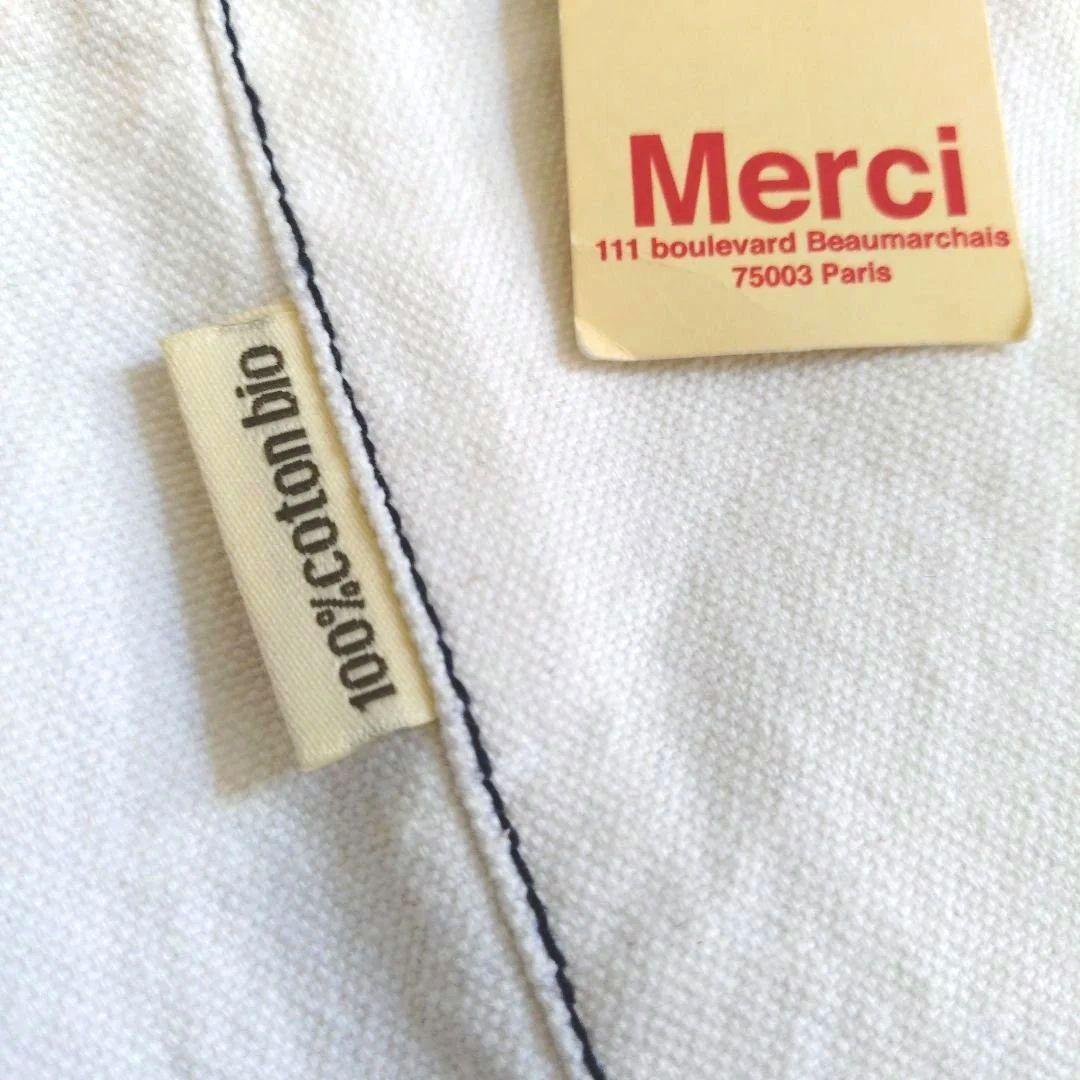 Merci
111 boulevard Beaumarchais
75003 Paris
100%coton bio